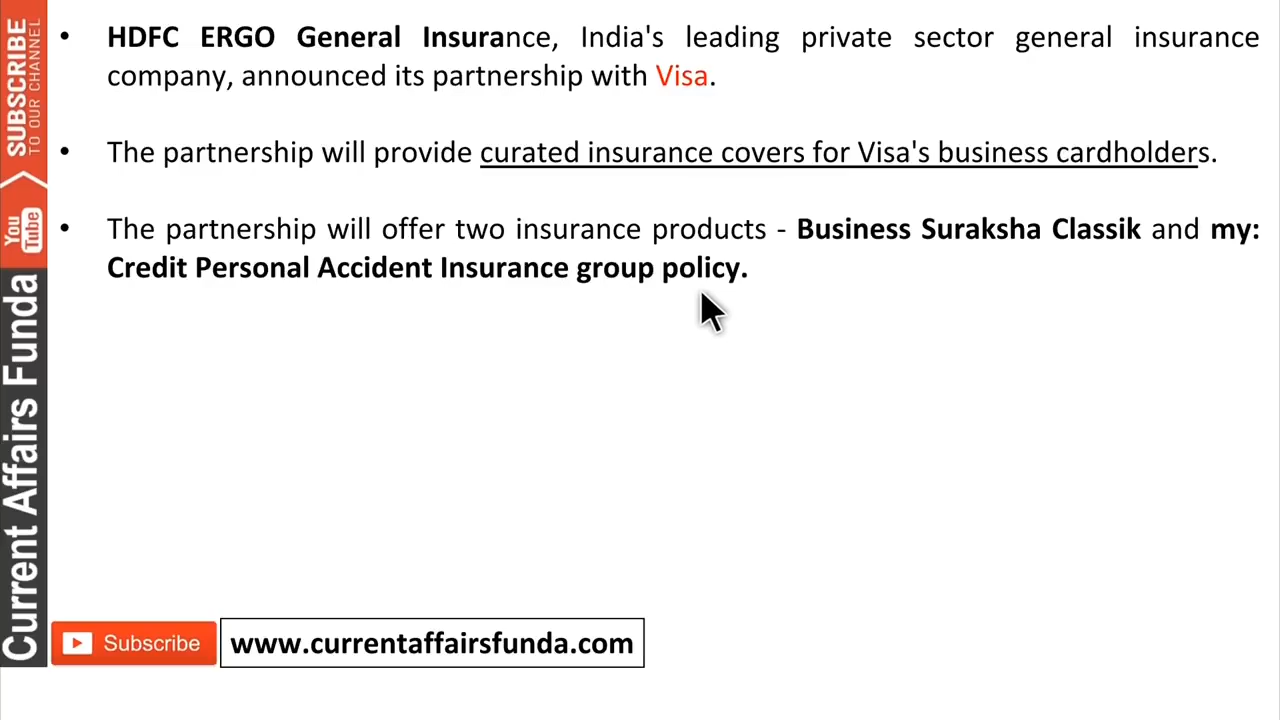 • HDFC ERGO General Insurance, India's leading private sector general insurance
company, announced its partnership with Visa.
• The partnership will provide curated insurance covers for Visa's business cardholders.
• The partnership will offer two insurance products - Business Suraksha Classik and my:
Credit Personal Accident Insurance group policy.
SUBSCRIBE
TO OUR CHANNEL
You
Tube
Current Affairs Funda
Subscribe
www.currentaffairsfunda.com